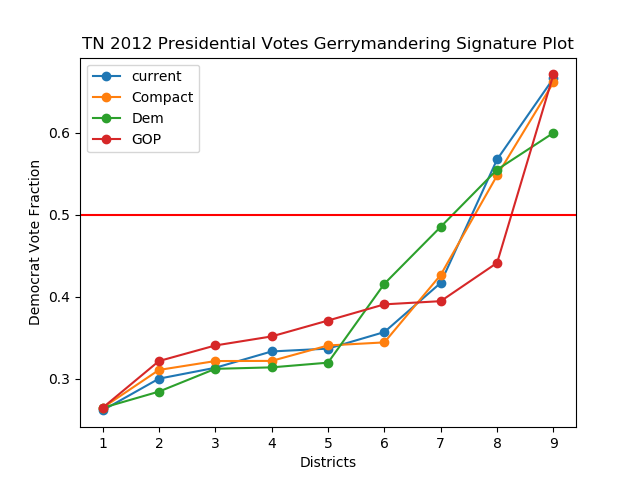 TN 2012 Presidential Votes Gerrymandering Signature Plot
current
Compact
Dem
GOP
0.6
0.5
0.4
0.3
Democrat Vote Fraction
1 2 3 4 5 6 7 8 9
Districts